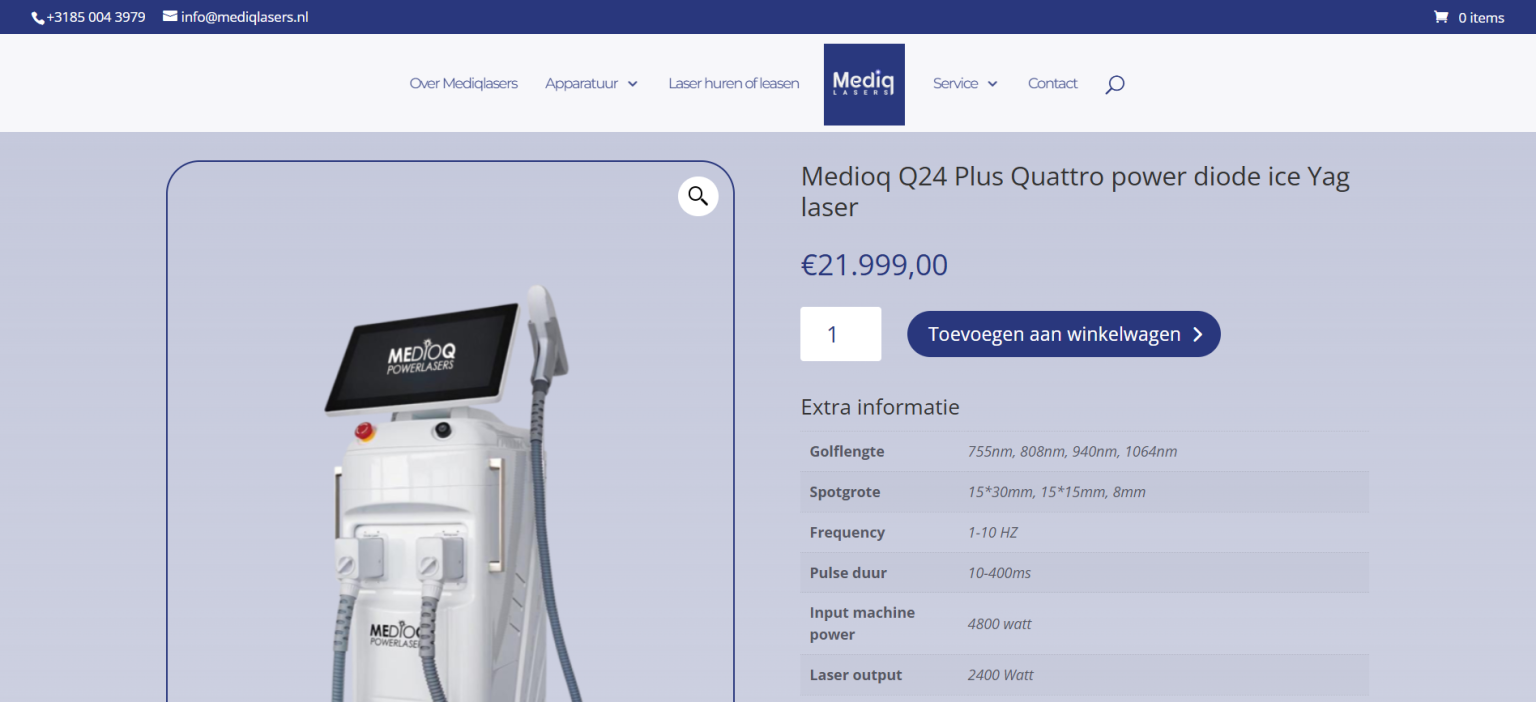 +3185 004 3979 info@mediqlasers.nl 0 items
Over Mediqlasers Apparatuur Laser huren of leasen Mediq LASERS Service Contact
Medioq Q24 Plus Quattro power diode ice Yag
laser
€21.999,00
1 Toevoegen aan winkelwagen
MEDIOQ
POWERLASERS
Extra informatie
Golflengte 755nm, 808nm, 940nm, 1064nm
Spotgrote 15*30mm, 15*15mm, 8mm
Frequency 1-10 HZ
Pulse duur 10-400ms
Input machine
power 4800 watt
MEDIOQ
POWERLASERS
Laser output 2400 Watt